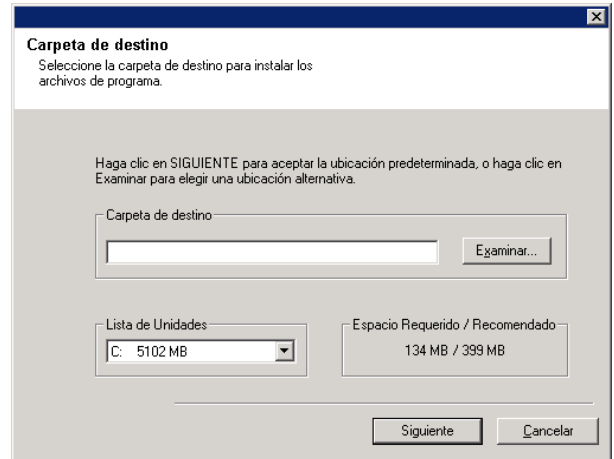 Carpeta de destino
Seleccione la carpeta de destino para instalar los
archivos de programa.
Haga clic en SIGUIENTE para aceptar la ubicación predeterminada, o haga clic en
Examinar para elegir una ubicación alternativa.
Carpeta de destino
Examinar...
Lista de Unidades
C: 5102 MB
Espacio Requerido / Recomendado
134 MB / 399 MB
Siguiente
Cancelar